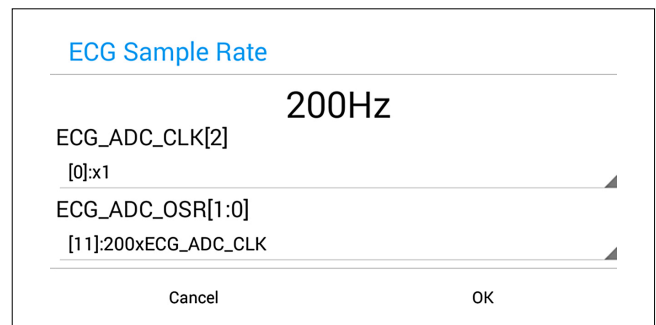 ECG Sample Rate
200Hz
ECG_ADC_CLK[2]
[0]:x1
ECG_ADC_OSR[1:0]
[11]:200xECG_ADC_CLK
Cancel OK